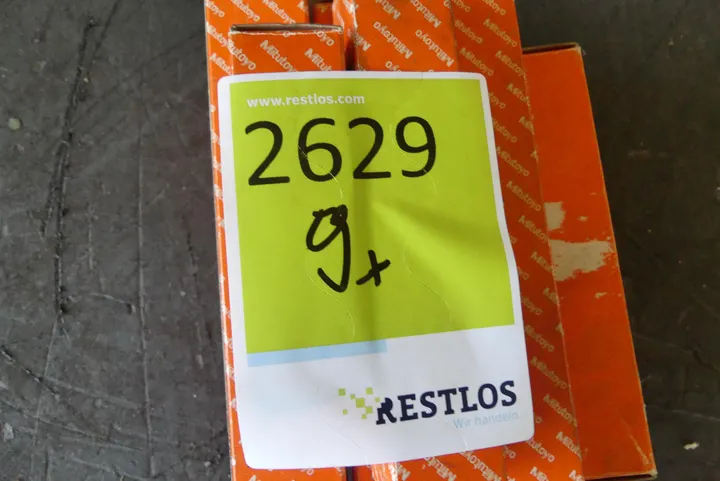 Mitutoyo
www.restlos.com
2629
9x
RESTLOS
Wir handeln.